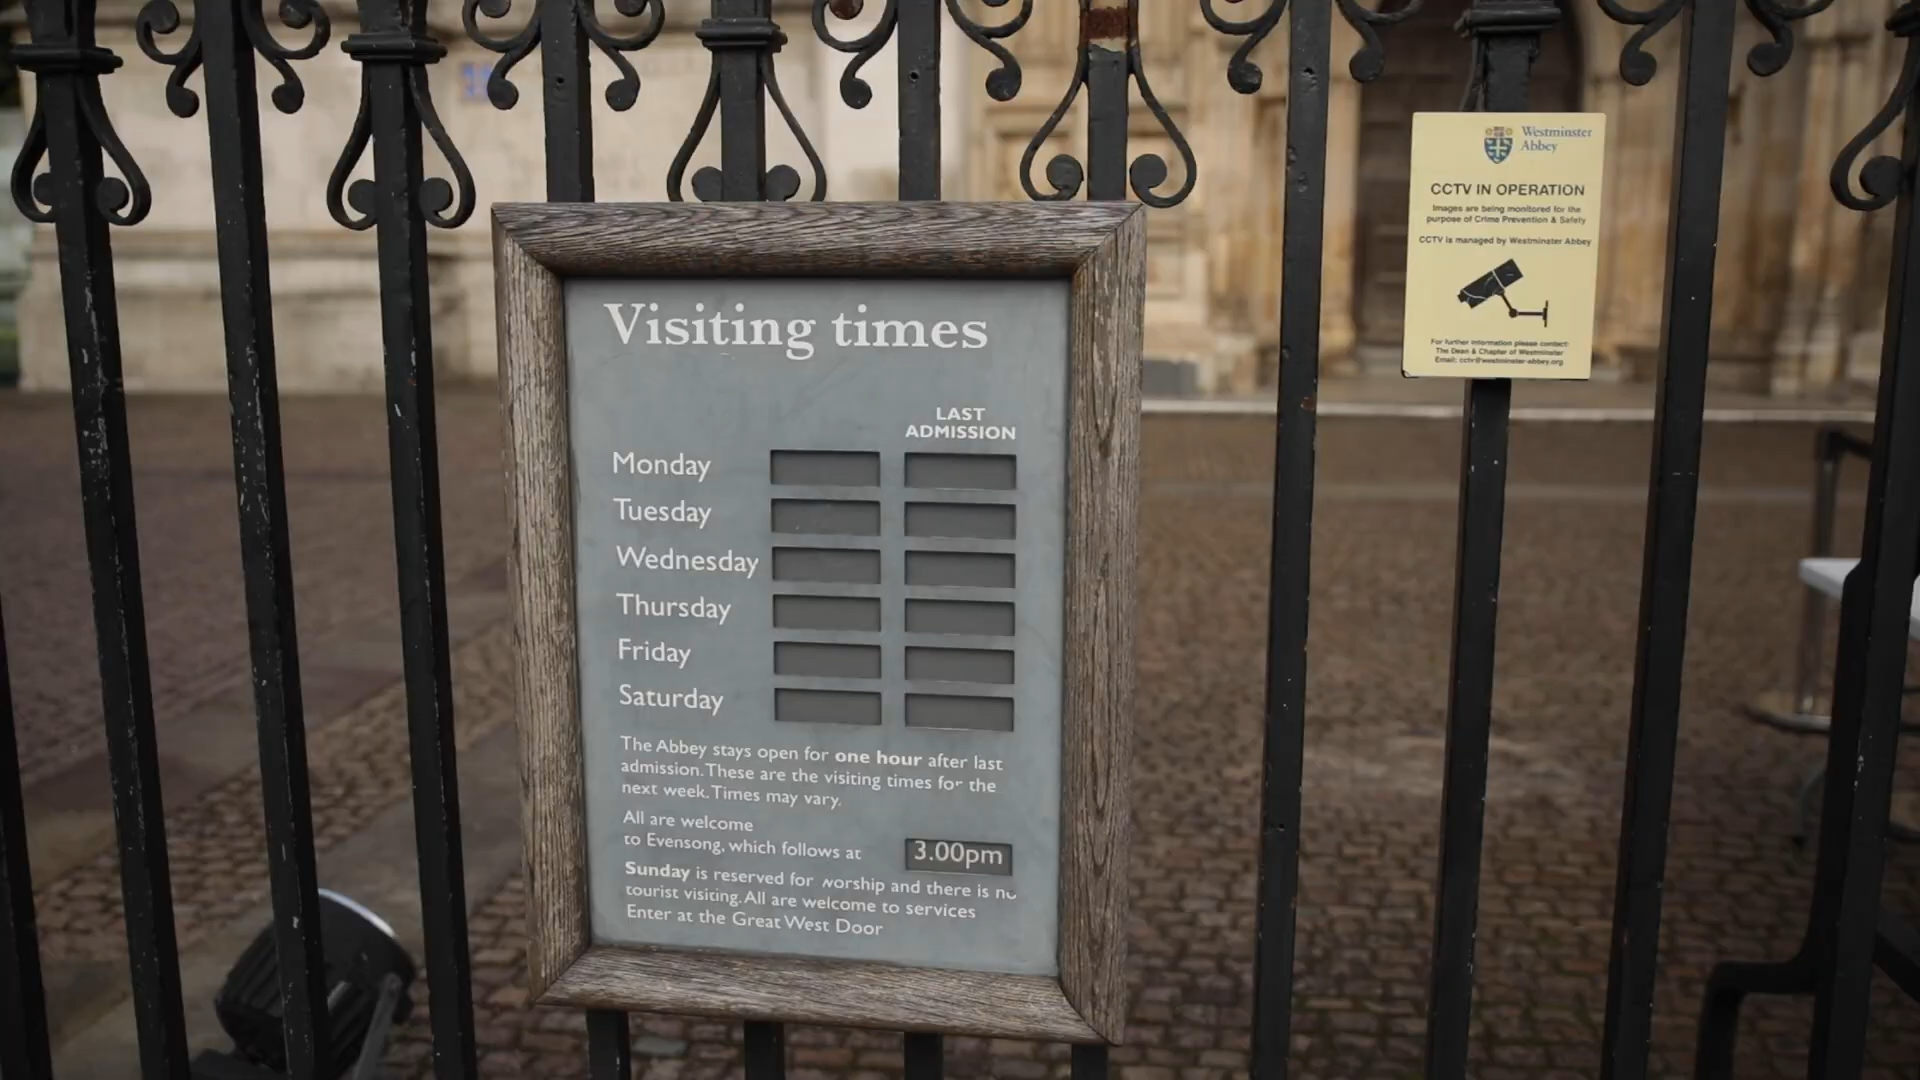 Visiting times
LAST
ADMISSION
Monday
Tuesday
Wednesday
Thursday
Friday
Saturday
The Abbey stays open for one hour after last
admission. These are the visiting times for the
next week. Times may vary.
All are welcome
to Evensong, which follows at 3.00pm
Sunday is reserved for worship and there is no
tourist visiting. All are welcome to services
Enter at the Great West Door
Westminster
Abbey
CCTV IN OPERATION
Images are being monitored for the
purpose of Crime Prevention & Safety
CCTV is managed by Westminster Abbey
For further information please contact:
The Dean & Chapter of Westminster
Email: cctv@westminster-abbey.org